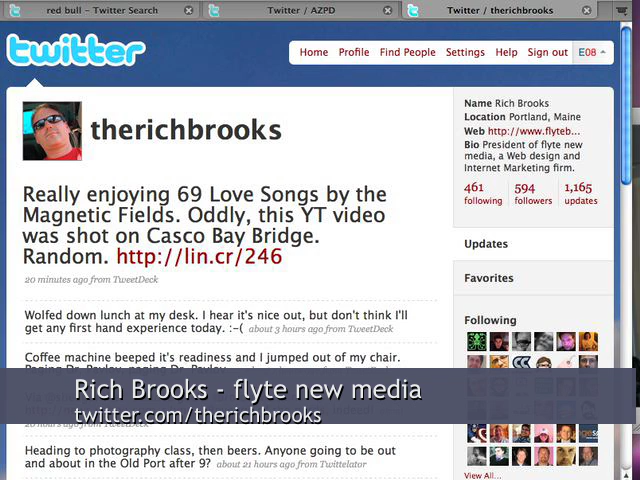 red bull - Twitter Search
Twitter / AZPD
Twitter / therichbrooks
twitter
Home Profile Find People Settings Help Sign out E08
therichbrooks
Really enjoying 69 Love Songs by the
Magnetic Fields. Oddly, this YT video
was shot on Casco Bay Bridge.
Random. http://lin.cr/246
20 minutes ago from TweetDeck
Wolfed down lunch at my desk. I hear it's nice out, but don't think I'll
get any first hand experience today. :-( about 3 hours ago from TweetDeck
Coffee machine beeped it's readiness and I jumped out of my chair.
Rich Brooks - flyte new media
twitter.com/therichbrooks
20 hours ago from TweetDeck
Heading to photography class, then beers. Anyone going to be out
and about in the Old Port after 9? about 21 hours ago from Twittelator
Name Rich Brooks
Location Portland, Maine
Web http://www.flyteb...
Bio President of flyte new
media, a Web design and
Internet Marketing firm.
461 594 1,165
following followers updates
Updates
Favorites
Following
View All...